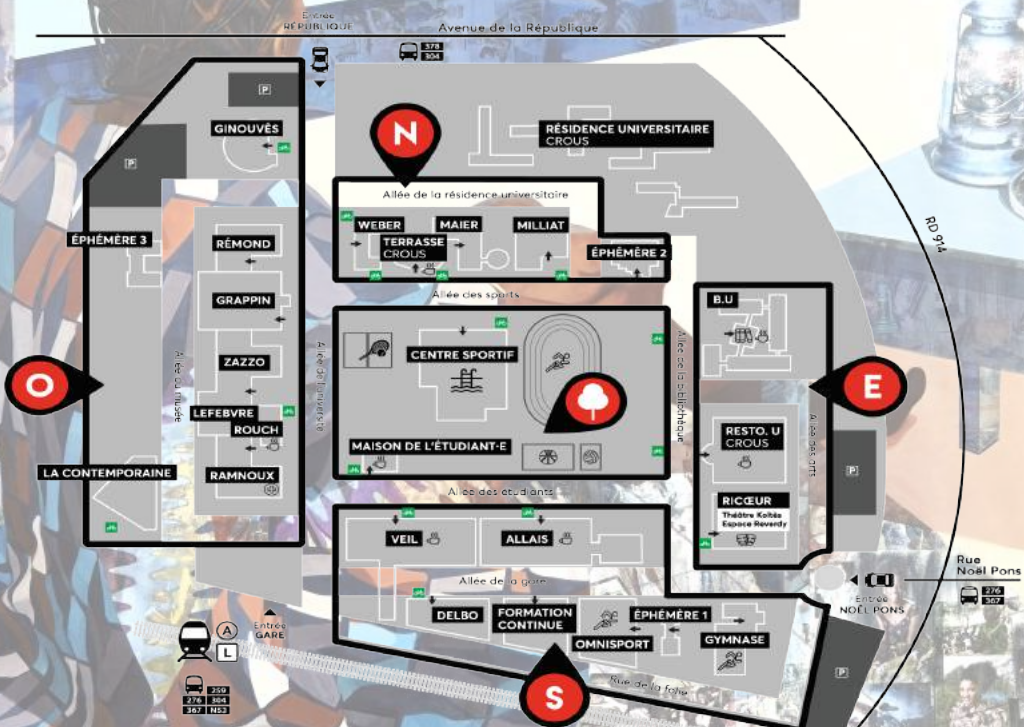 Entrée
RÉPUBLIQUE
Avenue de la République
378
304
P
GINOUVÈS
P
N
RÉSIDENCE UNIVERSITAIRE
CROUS
Allée de la résidence universitaire
WEBER
MAIER
MILLIAT
TERRASSE
CROUS
ÉPHÉMÈRE 2
ÉPHÉMÈRE 3
RÉMOND
RD 914
Allée des sports
GRAPPIN
B.U
CENTRE SPORTIF
ZAZZO
Allée du musée
Allée de l'université
Allée de la bibliothèque
O
E
LEFEBVRE
ROUCH
MAISON DE L'ÉTUDIANT·E
RESTO. U
CROUS
Allée des arts
LA CONTEMPORAINE
RAMNOUX
P
Allée des étudiants
RICŒUR
Théâtre Koltès
Espace Reverdy
VEIL
ALLAIS
Allée de la gare
Rue
Noël Pons
276
367
Entrée
NOËL PONS
DELBO
FORMATION
CONTINUE
ÉPHÉMÈRE 1
OMNISPORT
GYMNASE
Entrée
GARE
A
L
P
Rue de la folie
S
259
276 304
367 N53